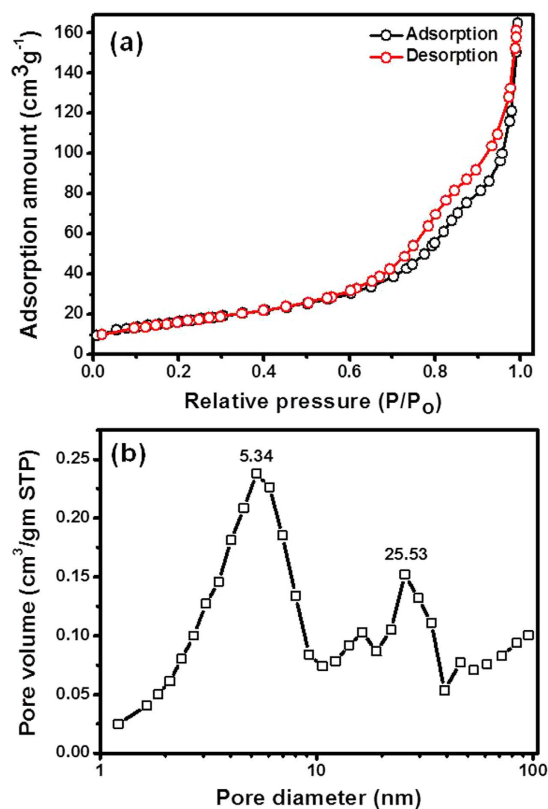 (a)
Adsorption
Desorption
160
140
120
100
80
60
40
20
0
Adsorption amount (cm³g⁻¹)
0.0 0.2 0.4 0.6 0.8 1.0
Relative pressure (P/P₀)
(b)
5.34
25.53
0.25
0.20
0.15
0.10
0.05
0.00
Pore volume (cm³/gm STP)
1 10 100
Pore diameter (nm)